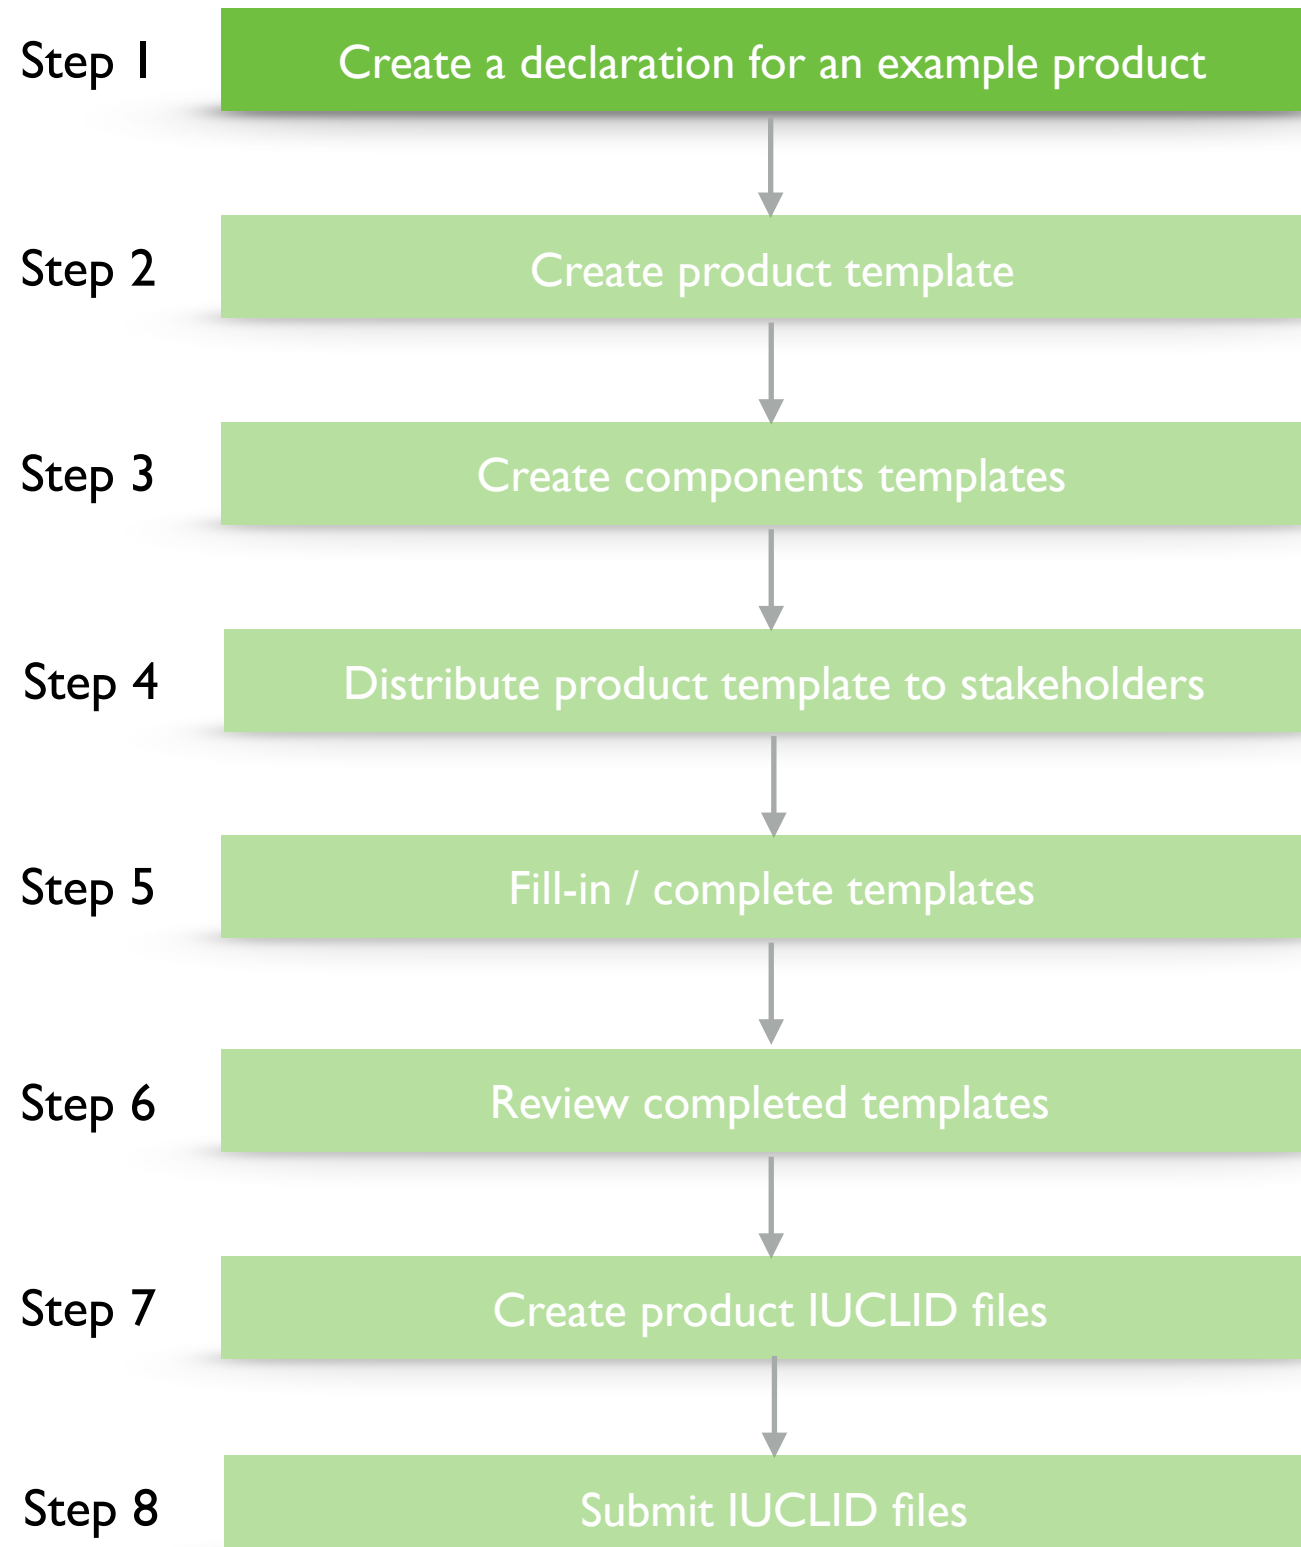 Step 1 Create a declaration for an example product
Step 2 Create product template
Step 3 Create components templates
Step 4 Distribute product template to stakeholders
Step 5 Fill-in / complete templates
Step 6 Review completed templates
Step 7 Create product IUCLID files
Step 8 Submit IUCLID files